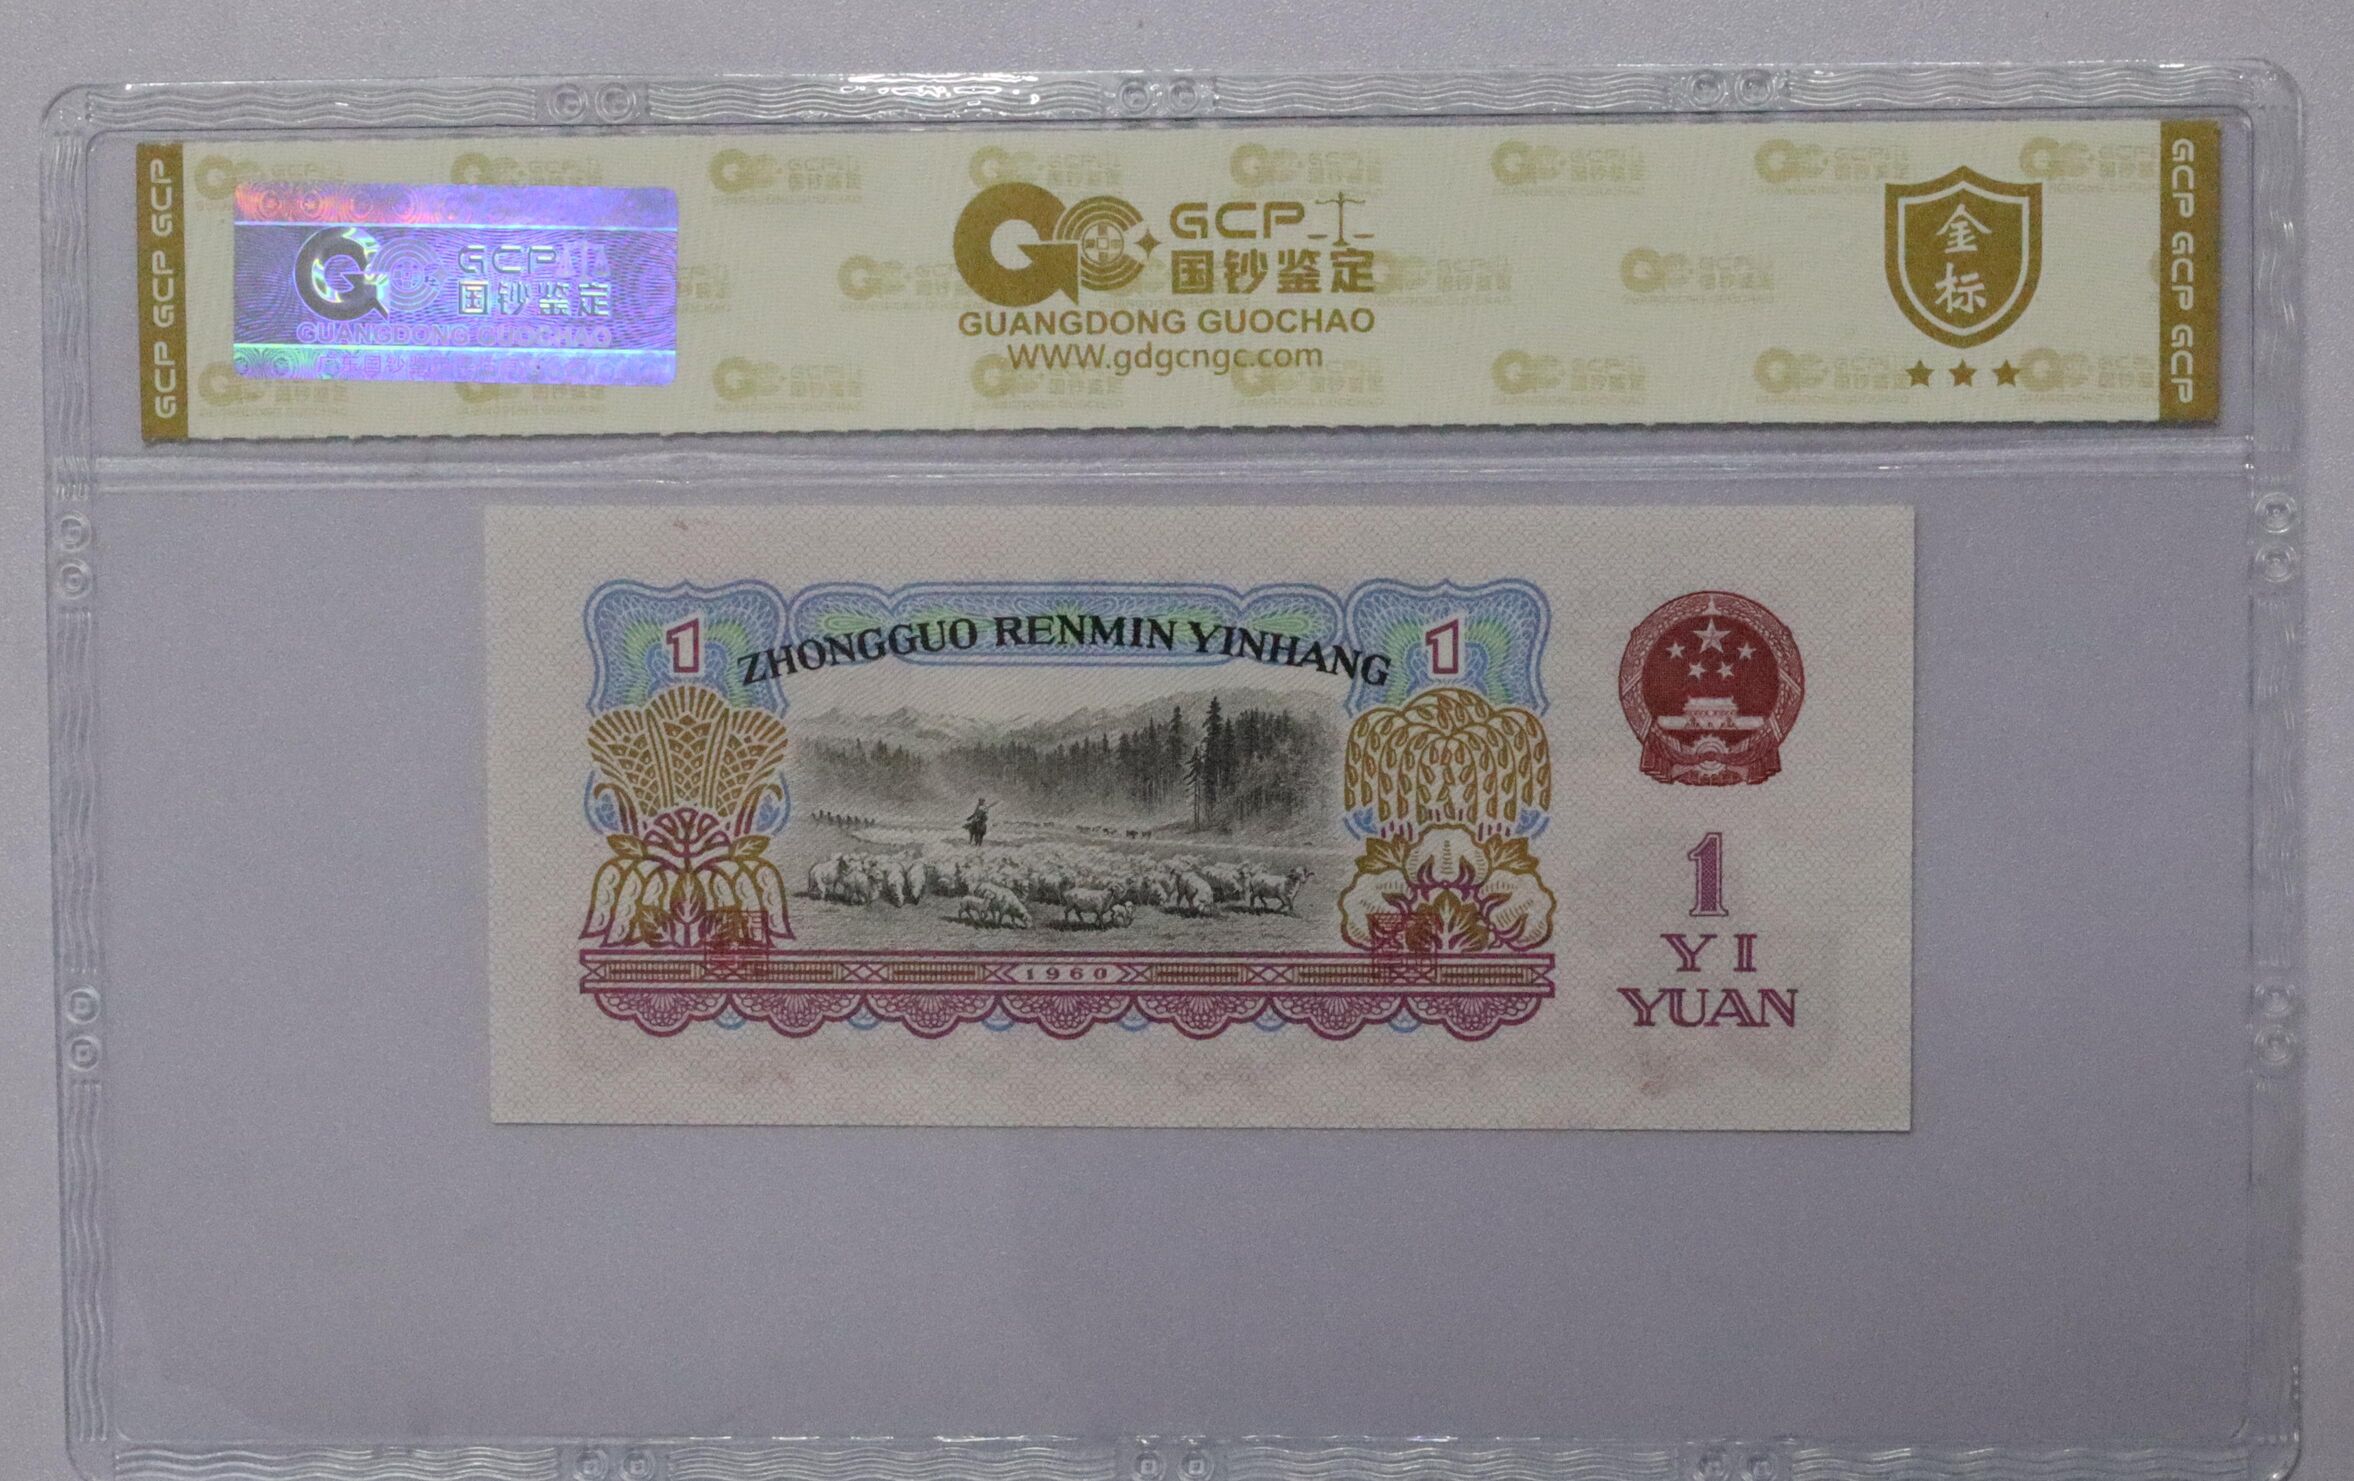 GCP GCP GCP
GCP
国钞鉴定
GUANGDONG GUOCHAO
GCP
国钞鉴定
GUANGDONG GUOCHAO
WWW.gdgcngc.com
金
标
GCP GCP GCP
1
ZHONGGUO RENMIN YINHANG
1
1960
1
YI
YUAN